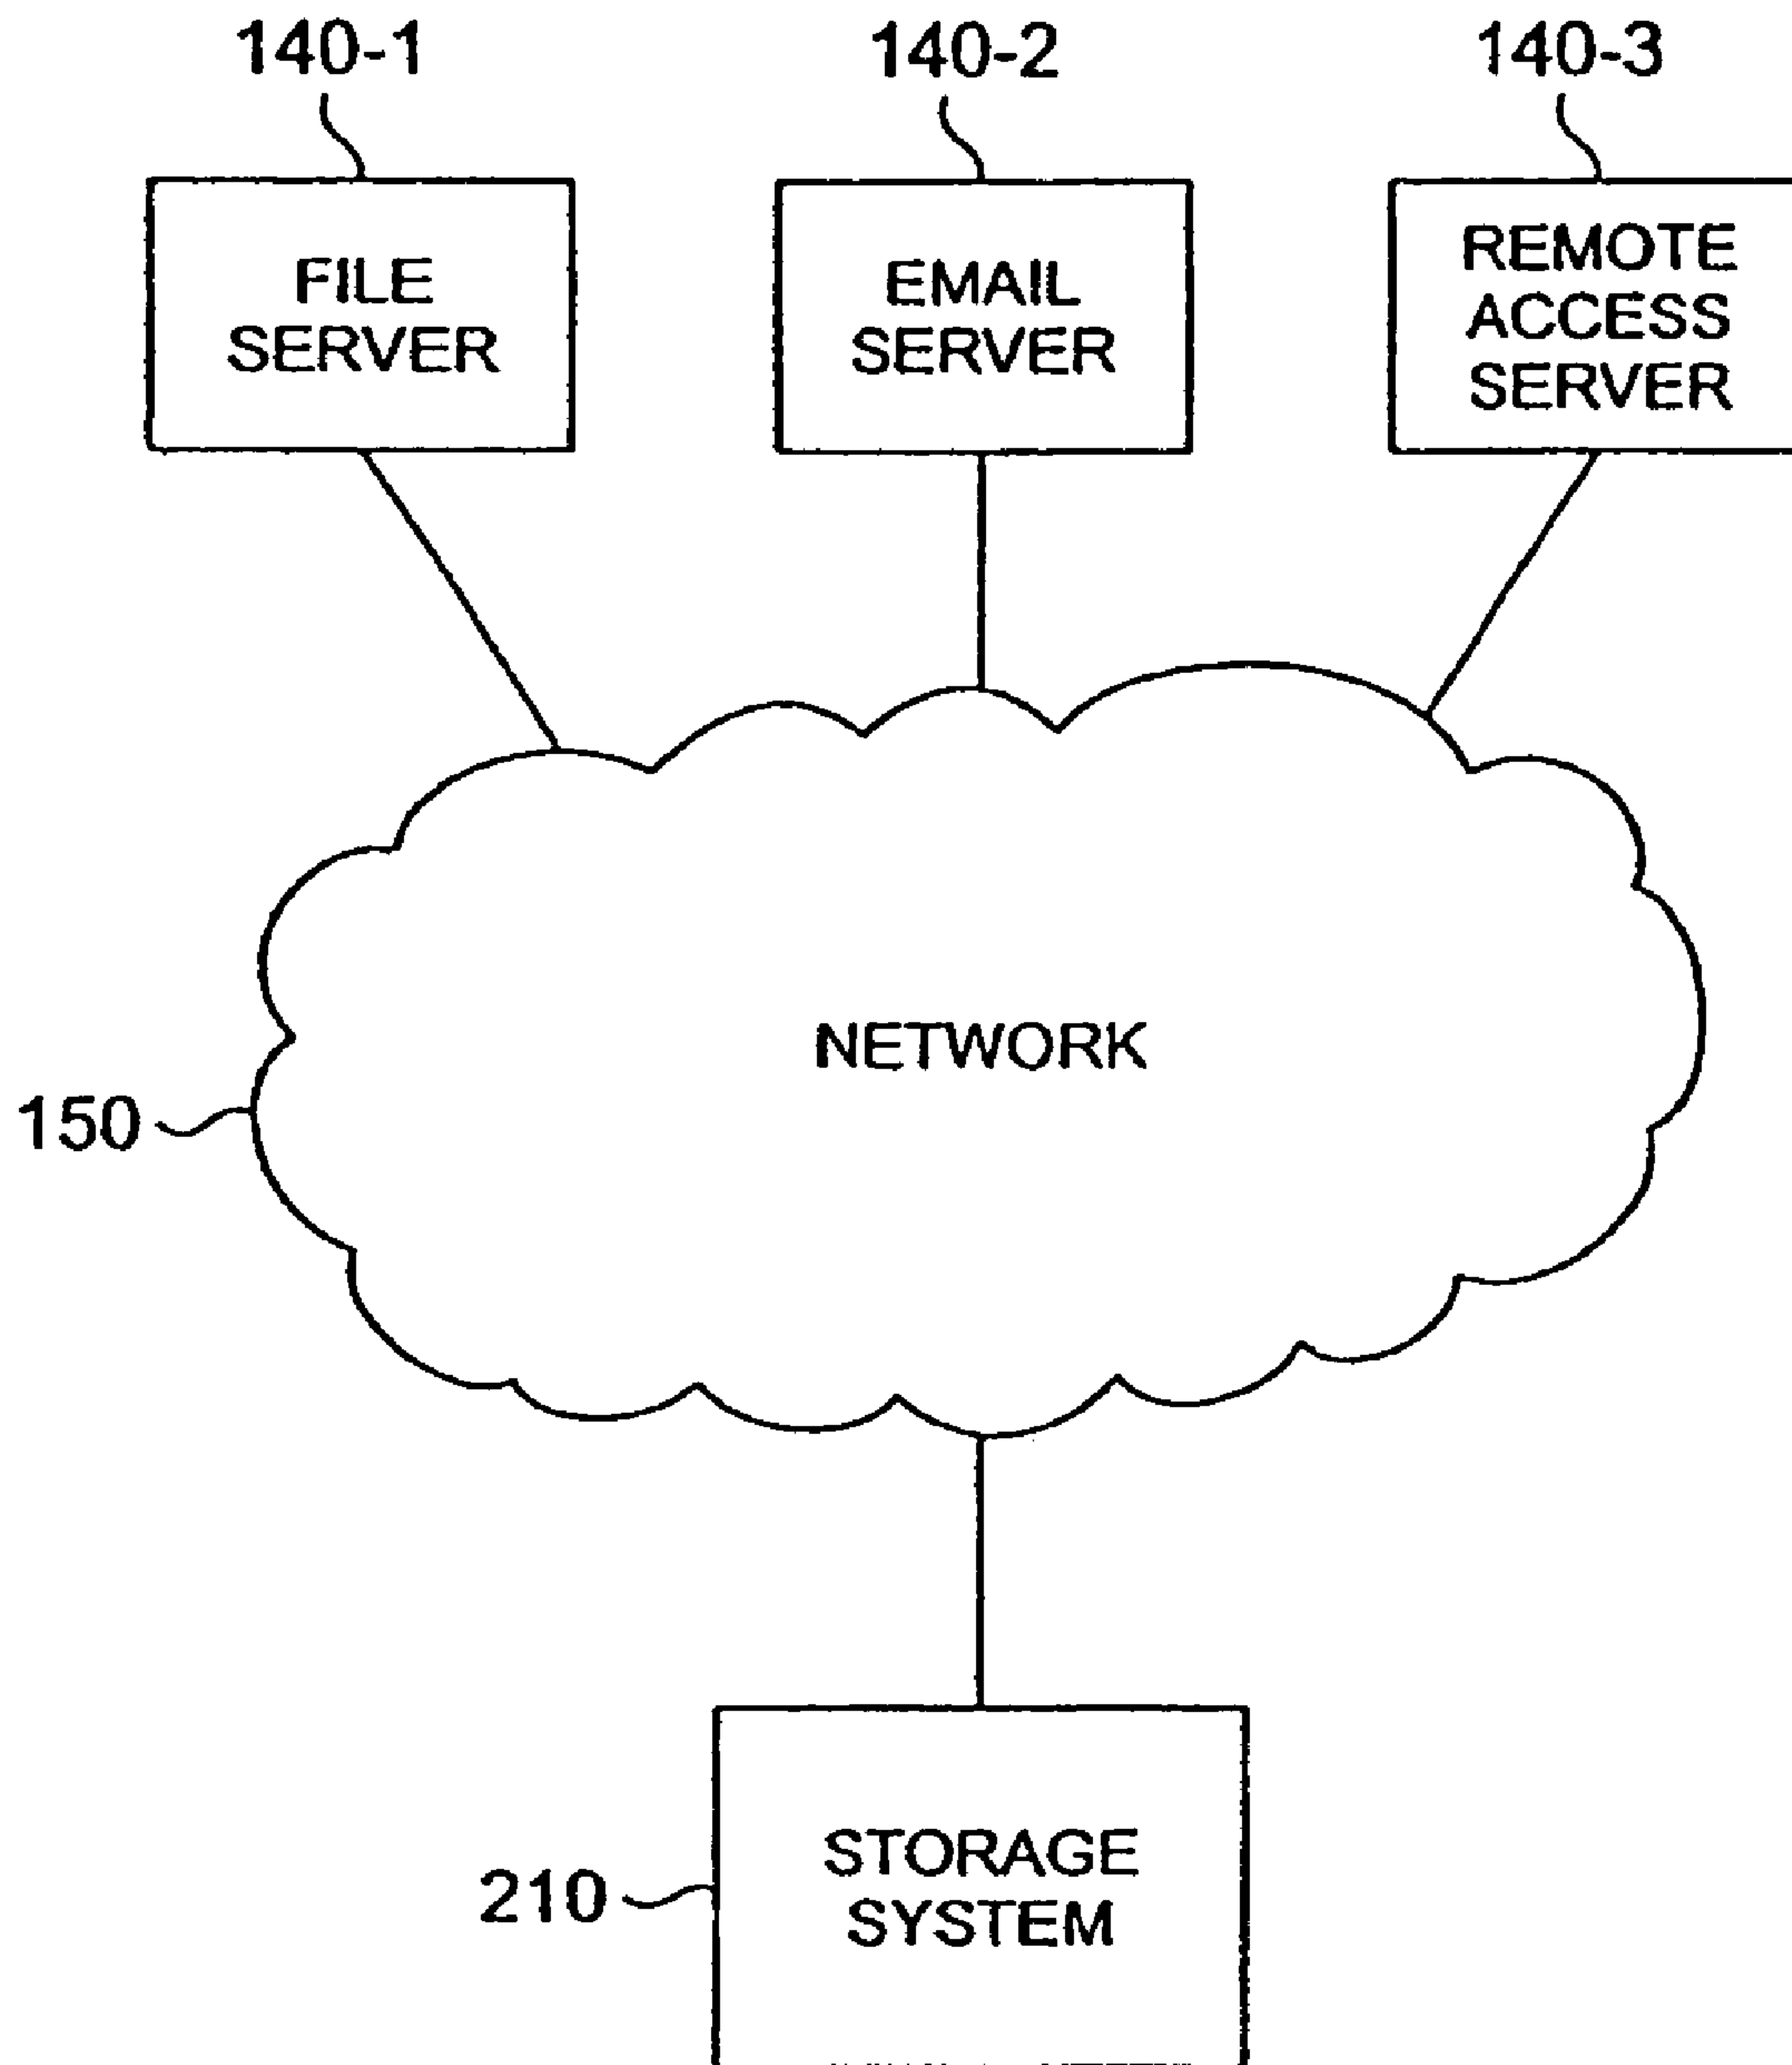 140-1 140-2 140-3
FILE
SERVER
EMAIL
SERVER
REMOTE
ACCESS
SERVER
NETWORK
150
STORAGE
SYSTEM
210